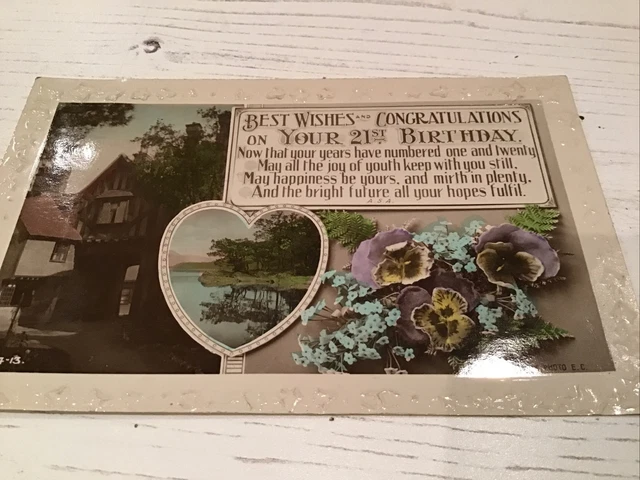 BEST WISHES AND CONGRATULATIONS
ON YOUR 21ST BIRTHDAY.
Now that your years have numbered one and twenty
May all the joy of youth keep with you still,
May happiness be yours, and mirth in plenty,
And the bright future all your hopes fulfil.
PHOTO E.C.